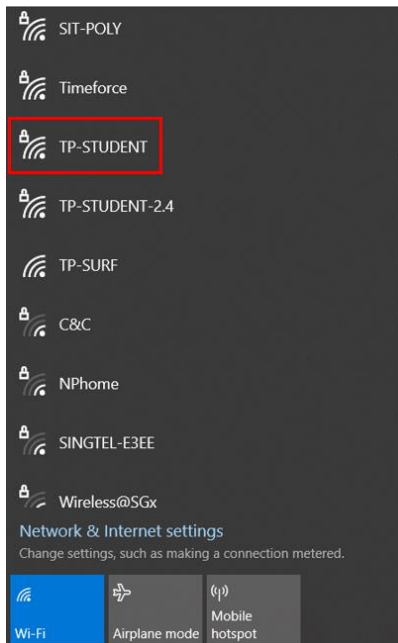 SIT-POLY
Timeforce
TP-STUDENT
TP-STUDENT-2.4
TP-SURF
C&C
NPhome
SINGTEL-E3EE
Wireless@SGx
Network & Internet settings
Change settings, such as making a connection metered.
Wi-Fi
Airplane mode
Mobile
hotspot